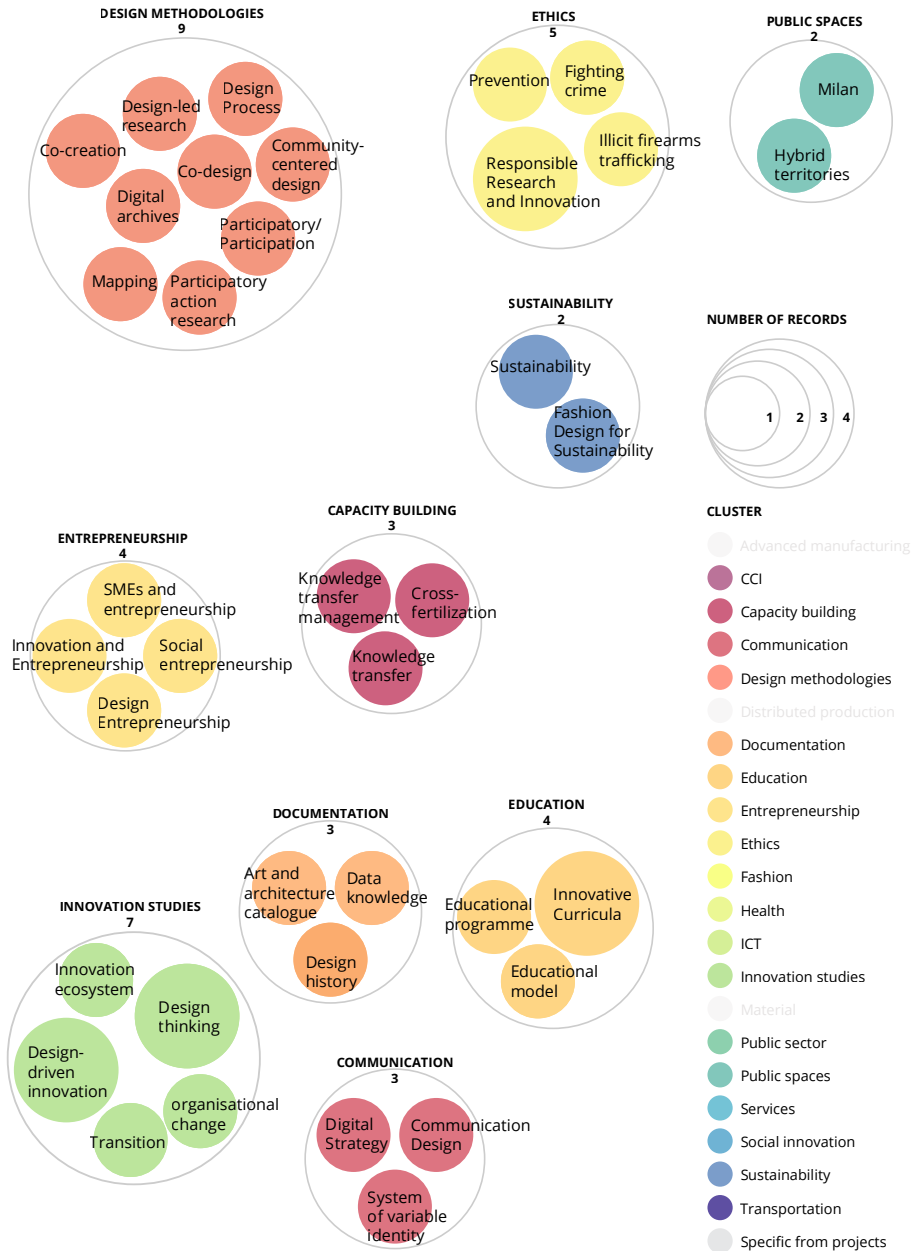 DESIGN METHODOLOGIES
9
Design-led
research
Design
Process
Co-creation
Co-design
Community-
centered
design
Digital
archives
Participatory/
Participation
Mapping
Participatory
action
research
ETHICS
5
Prevention
Fighting
crime
Illicit firearms
trafficking
Responsible
Research
and Innovation
PUBLIC SPACES
2
Milan
Hybrid
territories
SUSTAINABILITY
2
Sustainability
Fashion
Design for
Sustainability
NUMBER OF RECORDS
1
2
3
4
ENTREPRENEURSHIP
4
SMEs and
entrepreneurship
Innovation and
Entrepreneurship
Social
entrepreneurship
Design
Entrepreneurship
CAPACITY BUILDING
3
Knowledge
transfer
management
Cross-
fertilization
Knowledge
transfer
DOCUMENTATION
3
Art and
architecture
catalogue
Data
knowledge
Design
history
EDUCATION
4
Educational
programme
Innovative
Curricula
Educational
model
INNOVATION STUDIES
7
Innovation
ecosystem
Design
thinking
Design-
driven
innovation
organisational
change
Transition
COMMUNICATION
3
Digital
Strategy
Communication
Design
System
of variable
identity
CLUSTER
Advanced manufacturing
CCI
Capacity building
Communication
Design methodologies
Distributed production
Documentation
Education
Entrepreneurship
Ethics
Fashion
Health
ICT
Innovation studies
Material
Public sector
Public spaces
Services
Social innovation
Sustainability
Transportation
Specific from projects